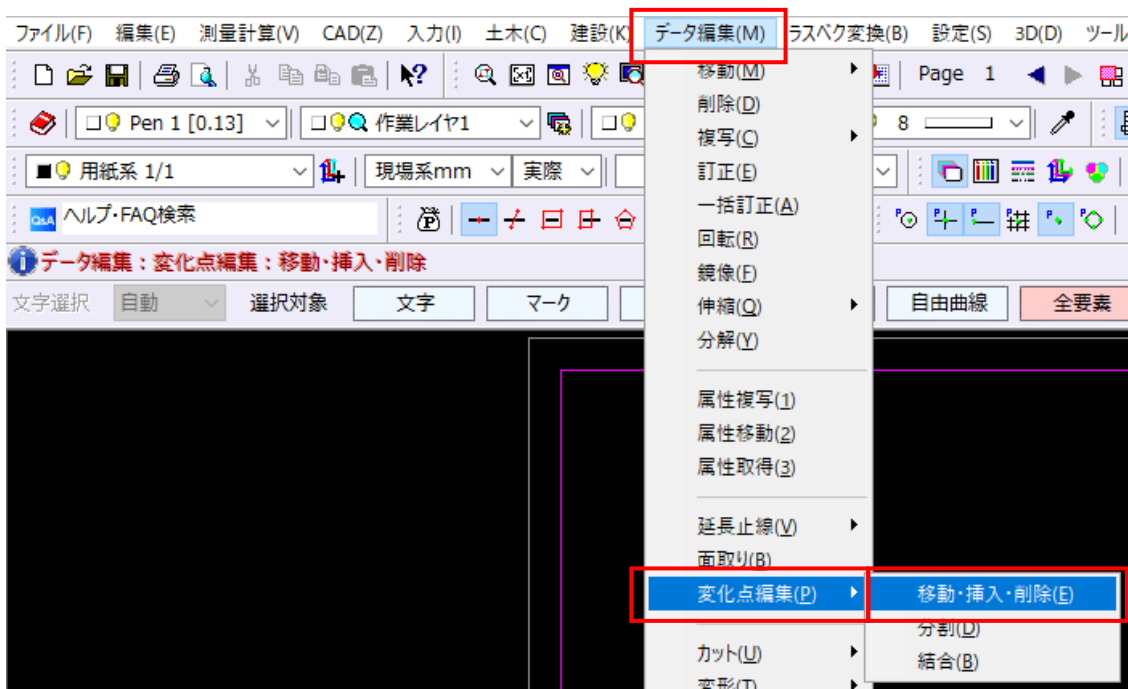 ファイル(F) 編集(E) 測量計算(V) CAD(Z) 入力(I) 土木(C) 建設(K) データ編集(M) ラスベク変換(B) 設定(S) 3D(D) ツール
Page 1
Pen 1 [0.13] 作業レイヤ1 8
用紙系 1/1 現場系mm 実際
Q&A ヘルプ・FAQ検索
データ編集：変化点編集：移動・挿入・削除
文字選択 自動 選択対象 文字 マーク 自由曲線 全要素
移動(M)
削除(D)
複写(C)
訂正(E)
一括訂正(A)
回転(R)
鏡像(F)
伸縮(Q)
分解(Y)
属性複写(1)
属性移動(2)
属性取得(3)
延長止線(V)
面取り(B)
変化点編集(P) 移動・挿入・削除(E)
分割(D)
結合(B)
カット(U)
変形(T)